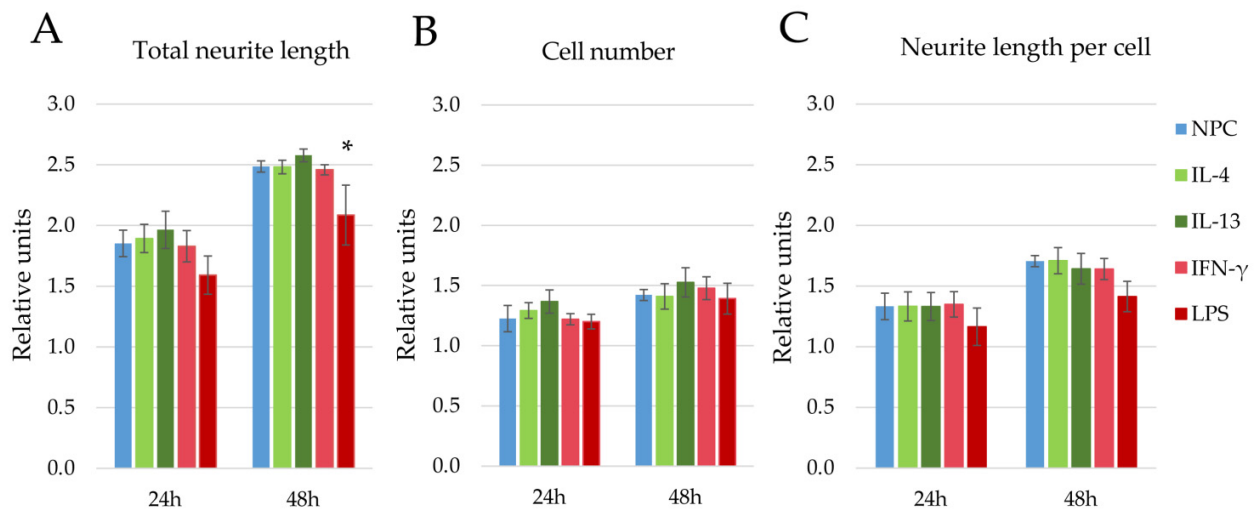 A
Total neurite length
Relative units
3.0
2.5
2.0
1.5
1.0
0.5
0.0
*
24h
48h
B
Cell number
Relative units
3.0
2.5
2.0
1.5
1.0
0.5
0.0
24h
48h
C
Neurite length per cell
Relative units
3.0
2.5
2.0
1.5
1.0
0.5
0.0
24h
48h
NPC
IL-4
IL-13
IFN-γ
LPS